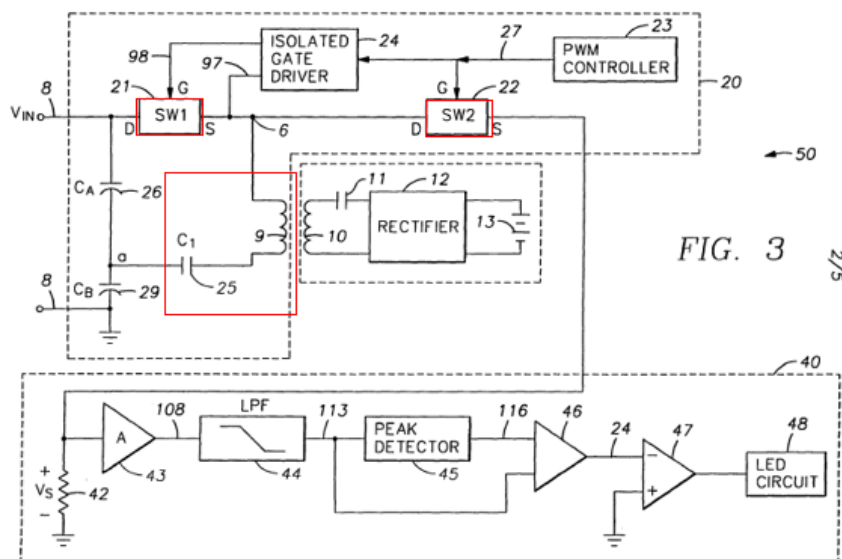 98
ISOLATED
GATE
DRIVER
24
27
23
PWM
CONTROLLER
97
20
8
21
G
G
22
VIN
D
SW1
S
6
D
SW2
S
50
CA
26
11
12
C1
9
10
RECTIFIER
13
FIG. 3
2/5
a
CB
29
25
8
40
108
LPF
113
116
46
A
PEAK
DETECTOR
24
47
48
43
44
45
LED
CIRCUIT
+
VS
42
-
-
+